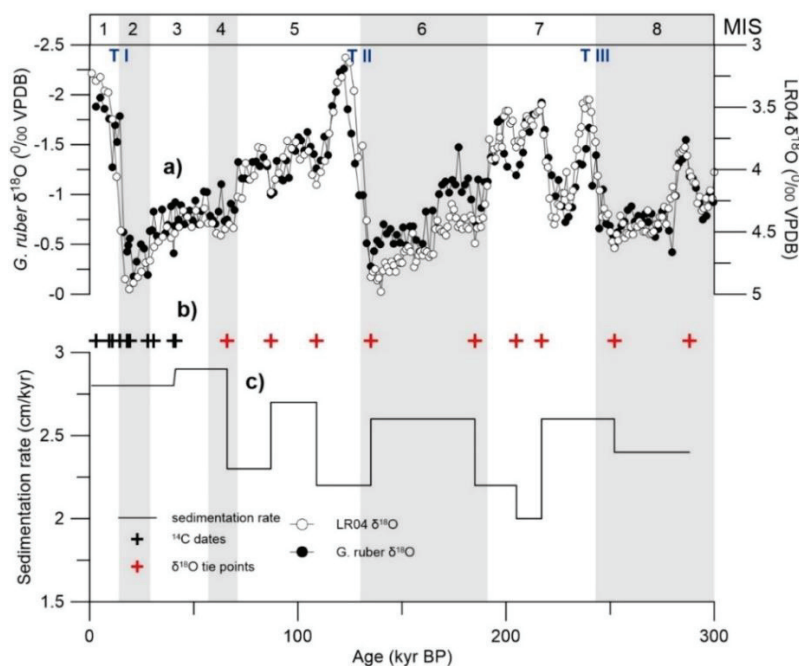 1 2 3 4 5 6 7 8 MIS
T I T II T III
-2.5
-2
-1.5
-1
-0.5
-0
G. ruber δ¹⁸O (⁰/₀₀ VPDB)
3
3.5
4
4.5
5
LR04 δ¹⁸O (⁰/₀₀ VPDB)
a)
b)
c)
3
2.5
2
1.5
Sedimentation rate (cm/kyr)
sedimentation rate
¹⁴C dates
δ¹⁸O tie points
LR04 δ¹⁸O
G. ruber δ¹⁸O
0 100 200 300
Age (kyr BP)